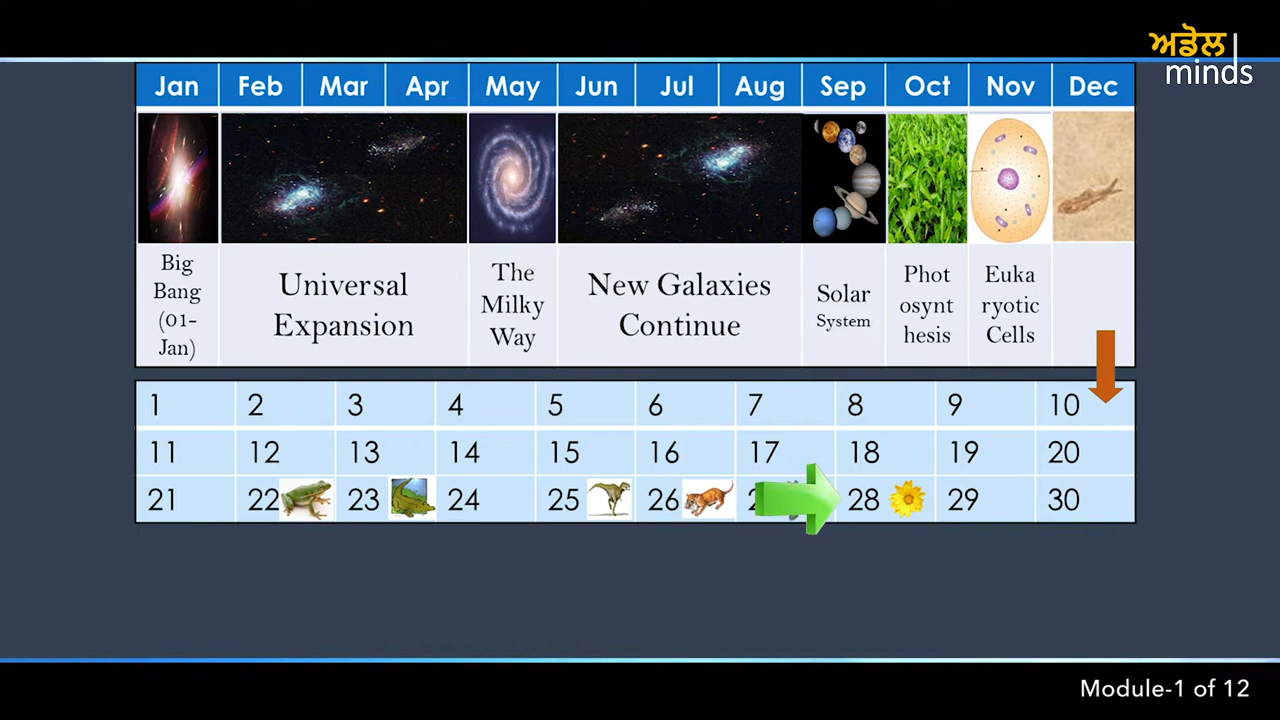 ਅਡੋਲ
minds
Jan Feb Mar Apr May Jun Jul Aug Sep Oct Nov Dec
Big
Bang
(01-
Jan)
Universal
Expansion
The
Milky
Way
New Galaxies
Continue
Solar
System
Phot
osynt
hesis
Euka
ryotic
Cells
1 2 3 4 5 6 7 8 9 10
11 12 13 14 15 16 17 18 19 20
21 22 23 24 25 26 28 29 30
Module-1 of 12